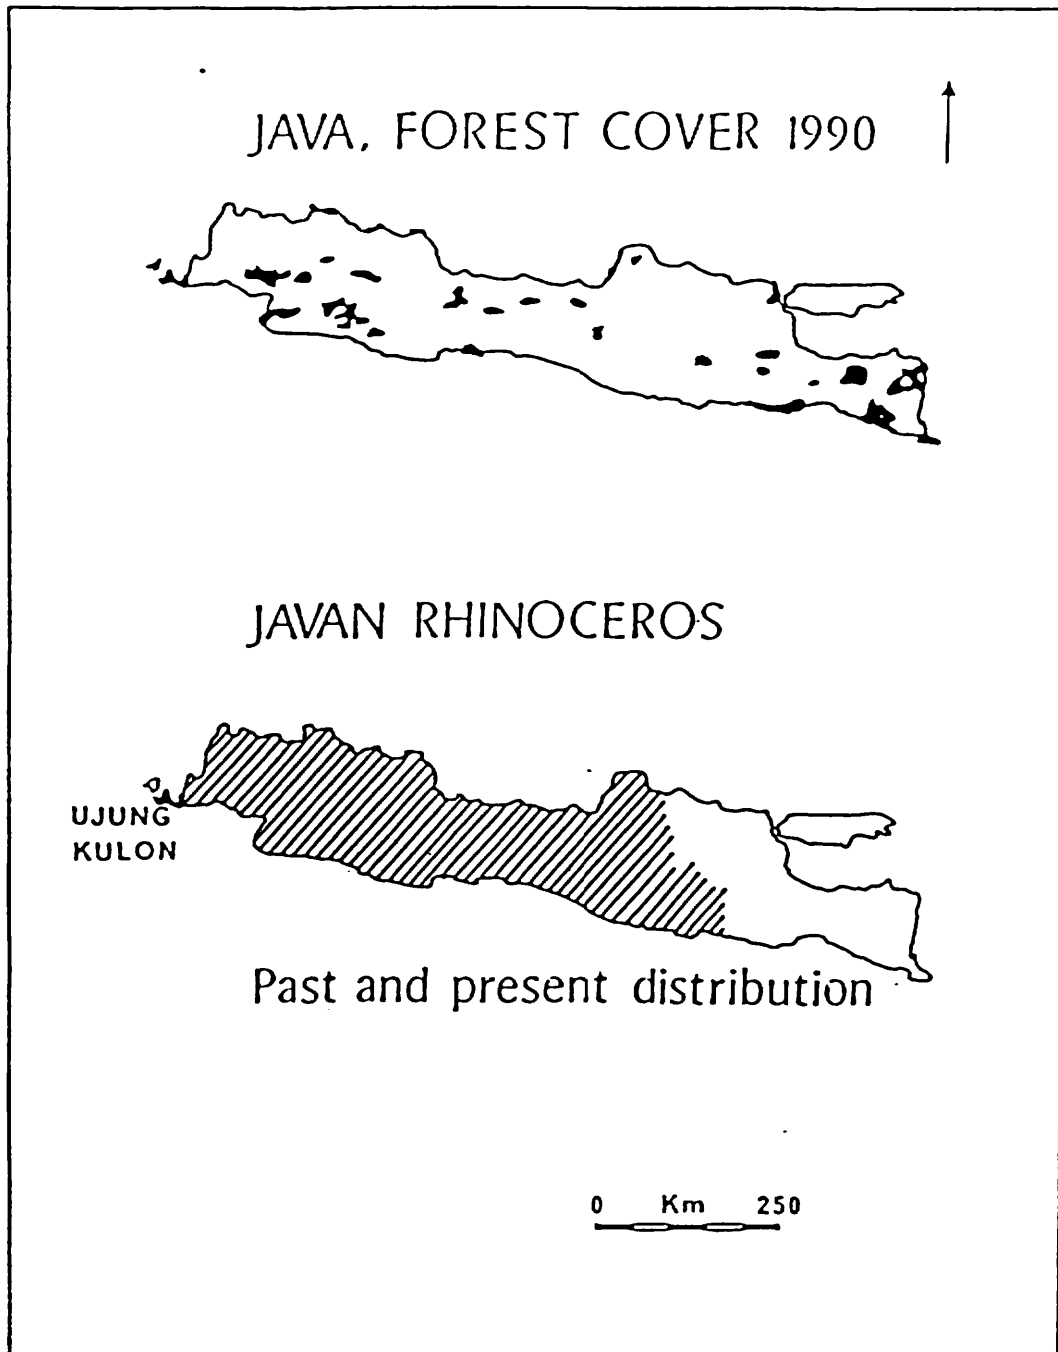 JAVA. FOREST COVER 1990
JAVAN RHINOCEROS
UJUNG
KULON
Past and present distribution
0 Km 250